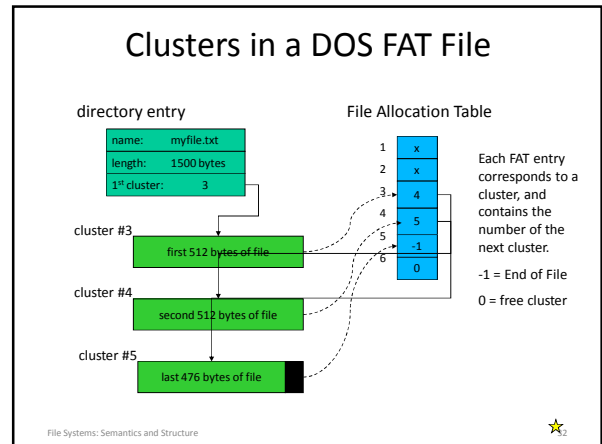 Clusters in a DOS FAT File
directory entry
name: myfile.txt
length: 1500 bytes
1st cluster: 3
cluster #3
first 512 bytes of file
cluster #4
second 512 bytes of file
cluster #5
last 476 bytes of file
File Allocation Table
1 x
2 x
3 4
4 5
5 -1
6 0
Each FAT entry
corresponds to a
cluster, and
contains the
number of the
next cluster.
-1 = End of File
0 = free cluster
File Systems: Semantics and Structure
32